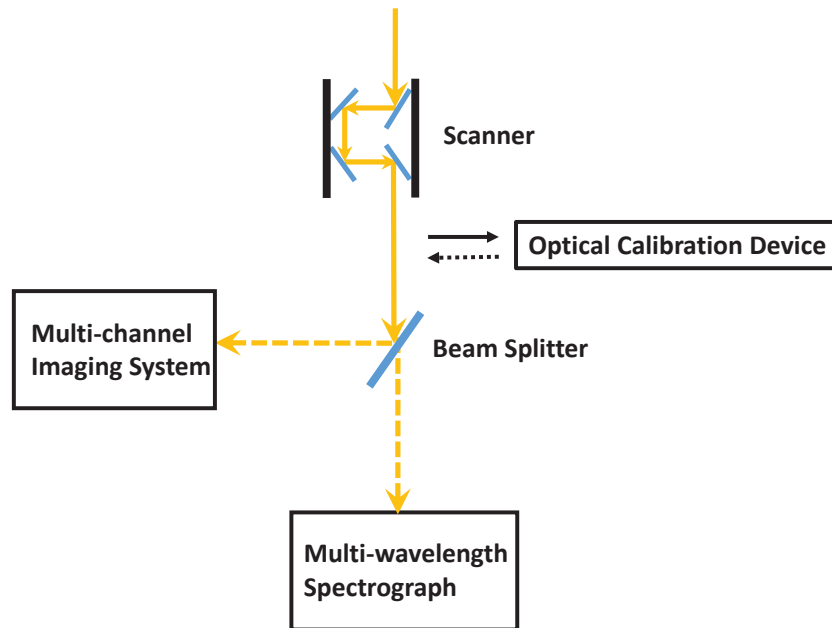 Scanner
Optical Calibration Device
Multi-channel
Imaging System
Beam Splitter
Multi-wavelength
Spectrograph